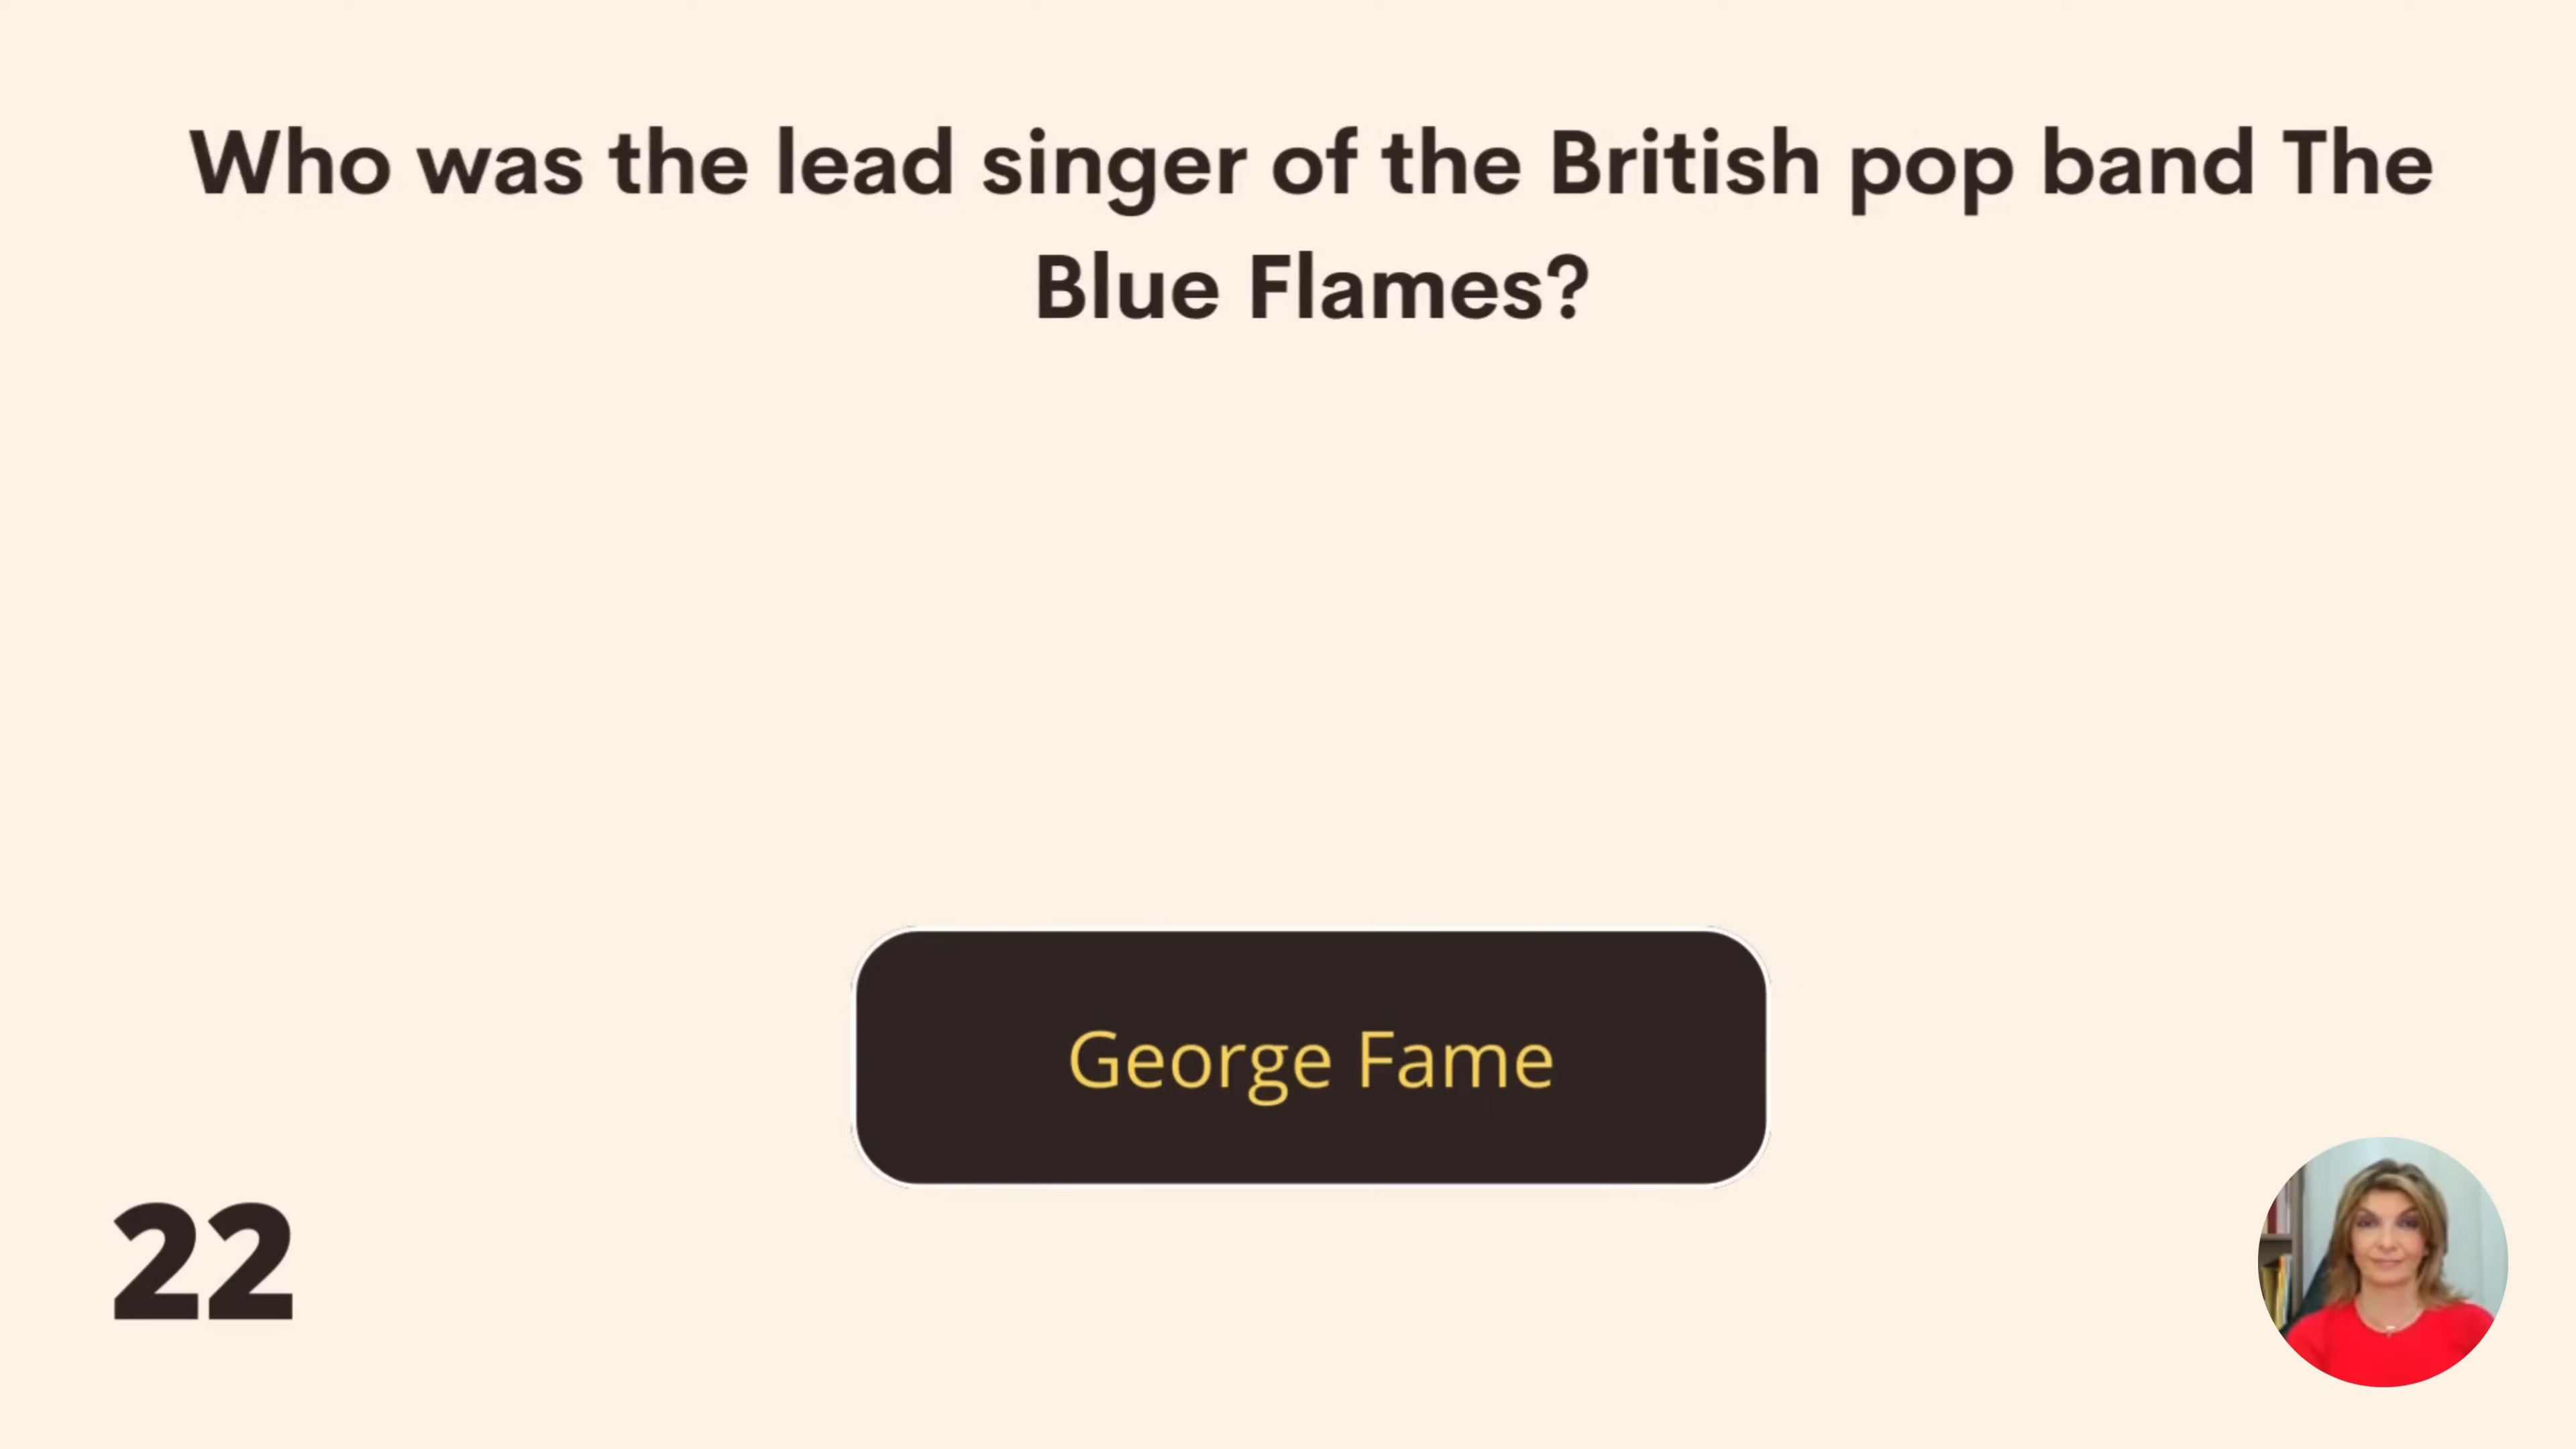 Who was the lead singer of the British pop band The
Blue Flames?
George Fame
22